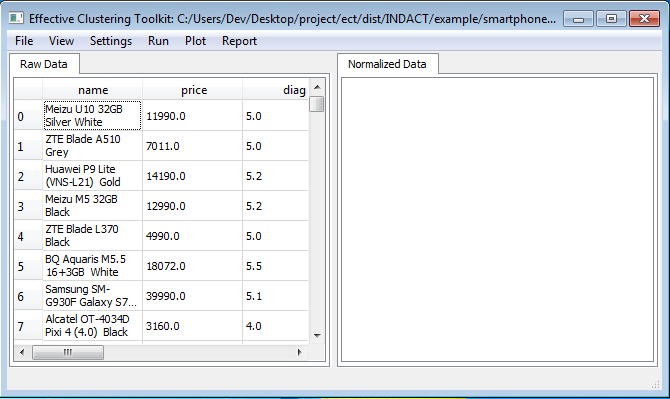 Effective Clustering Toolkit: C:/Users/Dev/Desktop/project/ect/dist/INDACT/example/smartphone...
File View Settings Run Plot Report
Raw Data
Normalized Data
name price diag
0 Meizu U10 32GB 11990.0 5.0
Silver White
1 ZTE Blade A510 7011.0 5.0
Grey
2 Huawei P9 Lite 14190.0 5.2
(VNS-L21) Gold
3 Meizu M5 32GB 12990.0 5.2
Black
4 ZTE Blade L370 4990.0 5.0
Black
5 BQ Aquaris M5.5 18072.0 5.5
16+3GB White
6 Samsung SM- 39990.0 5.1
G930F Galaxy S7...
7 Alcatel OT-4034D 3160.0 4.0
Pixi 4 (4.0) Black